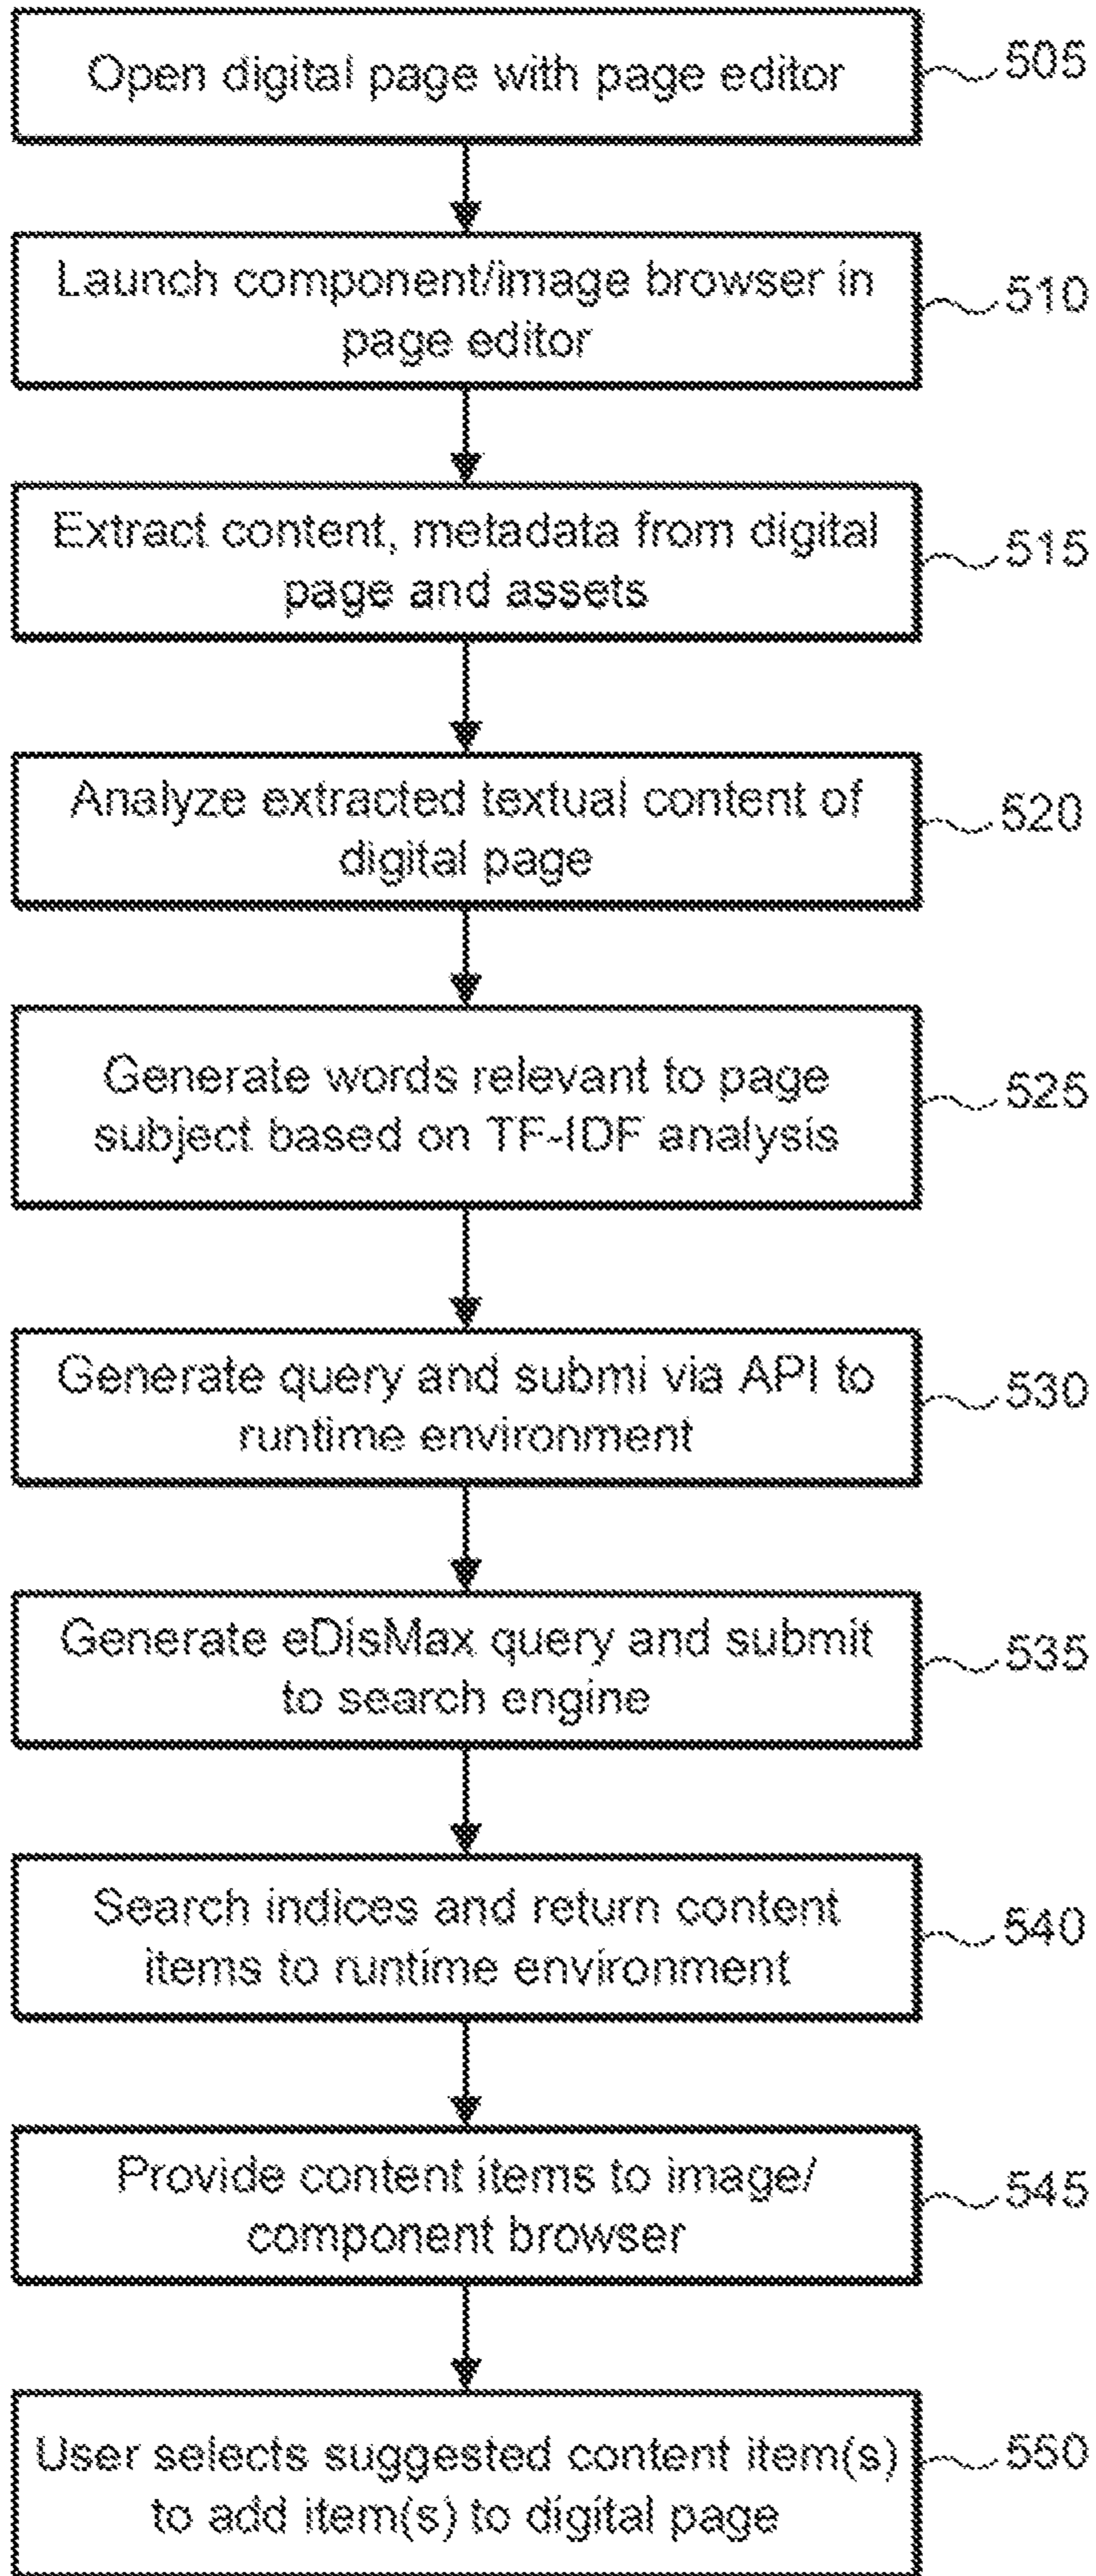 Open digital page with page editor
505
Launch component/image browser in
page editor
510
Extract content, metadata from digital
page and assets
515
Analyze extracted textual content of
digital page
520
Generate words relevant to page
subject based on TF-IDF analysis
525
Generate query and submi via API to
runtime environment
530
Generate eDisMax query and submit
to search engine
535
Search indices and return content
items to runtime environment
540
Provide content items to image/
component browser
545
User selects suggested content item(s)
to add item(s) to digital page
550